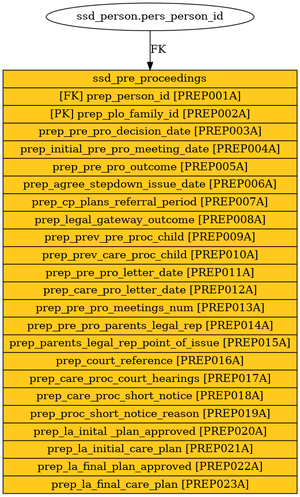 ssd_person.pers_person_id
FK
ssd_pre_proceedings
[FK] prep_person_id [PREP001A]
[PK] prep_plo_family_id [PREP002A]
prep_pre_pro_decision_date [PREP003A]
prep_initial_pre_pro_meeting_date [PREP004A]
prep_pre_pro_outcome [PREP005A]
prep_agree_stepdown_issue_date [PREP006A]
prep_cp_plans_referral_period [PREP007A]
prep_legal_gateway_outcome [PREP008A]
prep_prev_pre_proc_child [PREP009A]
prep_prev_care_proc_child [PREP010A]
prep_pre_pro_letter_date [PREP011A]
prep_care_pro_letter_date [PREP012A]
prep_pre_pro_meetings_num [PREP013A]
prep_pre_pro_parents_legal_rep [PREP014A]
prep_parents_legal_rep_point_of_issue [PREP015A]
prep_court_reference [PREP016A]
prep_care_proc_court_hearings [PREP017A]
prep_care_proc_short_notice [PREP018A]
prep_proc_short_notice_reason [PREP019A]
prep_la_inital _plan_approved [PREP020A]
prep_la_initial_care_plan [PREP021A]
prep_la_final_plan_approved [PREP022A]
prep_la_final_care_plan [PREP023A]